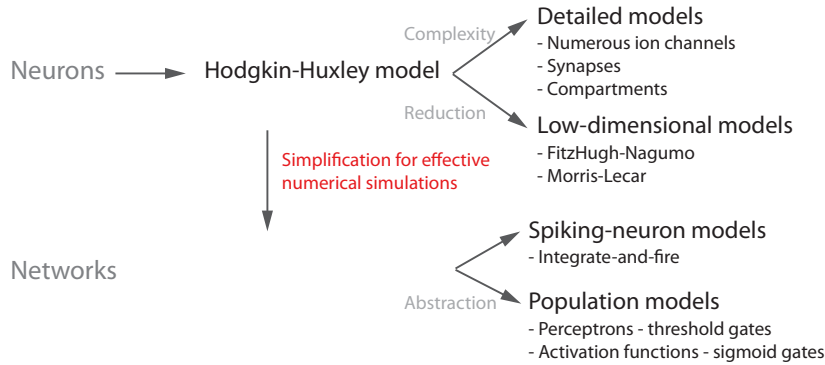 Complexity
Detailed models
- Numerous ion channels
- Synapses
- Compartments
Neurons
Hodgkin-Huxley model
Reduction
Low-dimensional models
- FitzHugh-Nagumo
- Morris-Lecar
Simplification for effective
numerical simulations
Networks
Spiking-neuron models
- Integrate-and-fire
Abstraction
Population models
- Perceptrons - threshold gates
- Activation functions - sigmoid gates